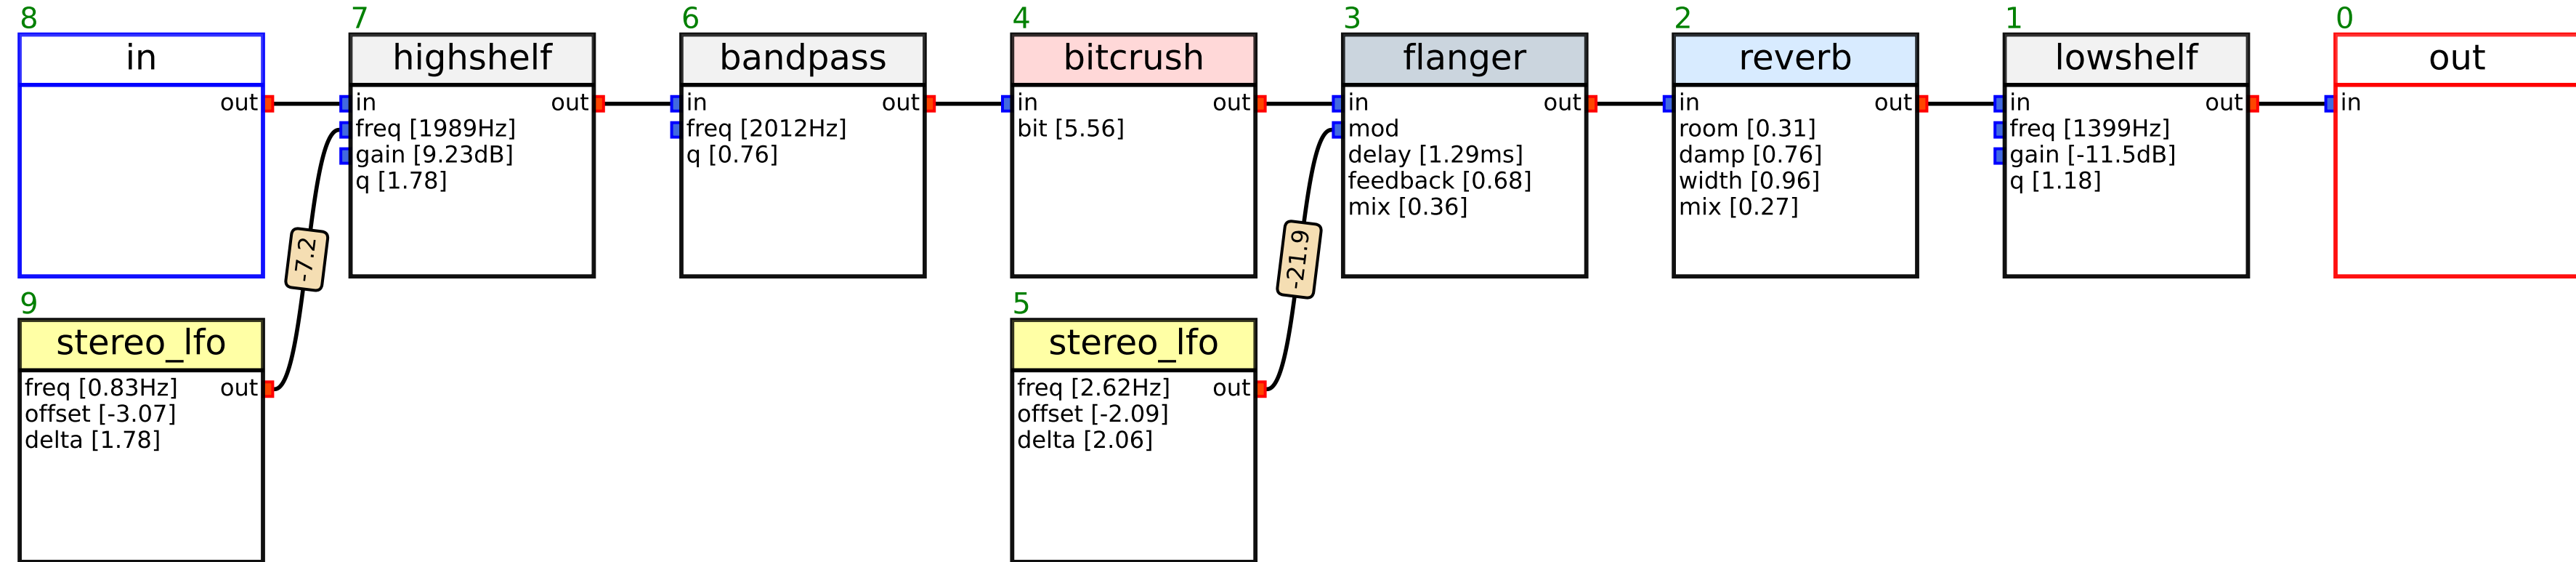 8
in
out
7
highshelf
in out
freq [1989Hz]
gain [9.23dB]
q [1.78]
6
bandpass
in out
freq [2012Hz]
q [0.76]
4
bitcrush
in out
bit [5.56]
3
flanger
in out
mod
delay [1.29ms]
feedback [0.68]
mix [0.36]
2
reverb
in out
room [0.31]
damp [0.76]
width [0.96]
mix [0.27]
1
lowshelf
in out
freq [1399Hz]
gain [-11.5dB]
q [1.18]
0
out
in
-7.2
-21.9
9
stereo_lfo
freq [0.83Hz] out
offset [-3.07]
delta [1.78]
5
stereo_lfo
freq [2.62Hz] out
offset [-2.09]
delta [2.06]